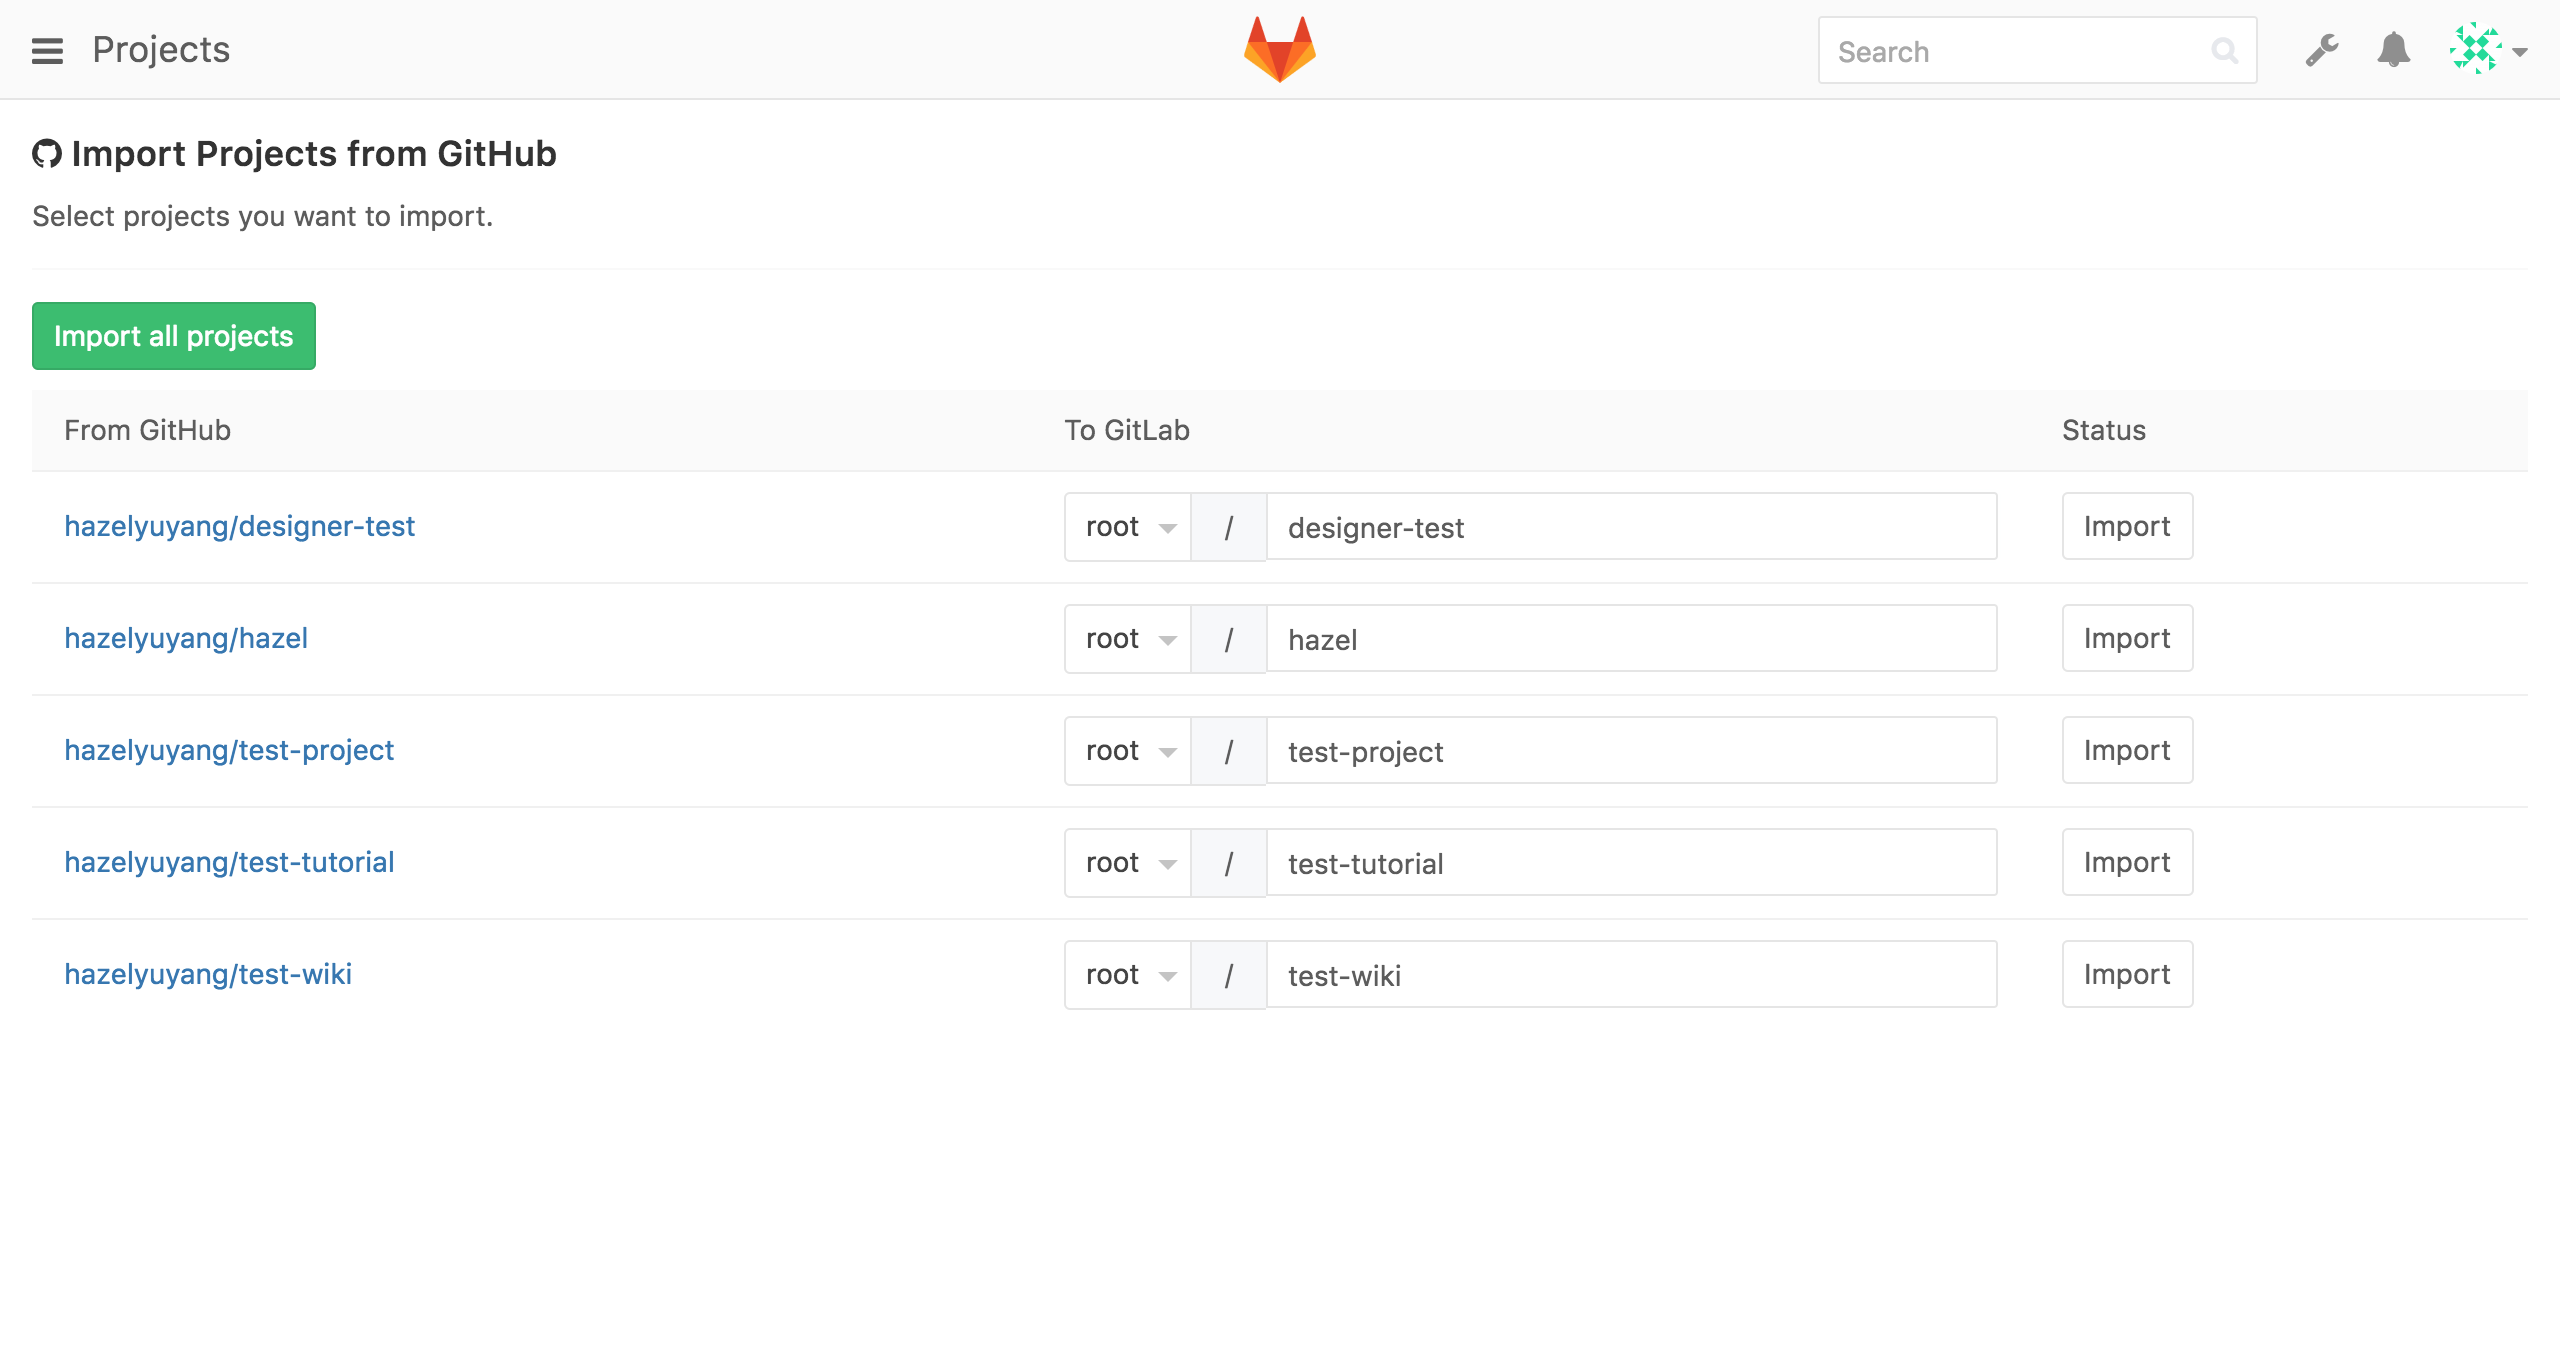 Projects
Search
Import Projects from GitHub
Select projects you want to import.
Import all projects
From GitHub To GitLab Status
hazelyuyang/designer-test root / designer-test Import
hazelyuyang/hazel root / hazel Import
hazelyuyang/test-project root / test-project Import
hazelyuyang/test-tutorial root / test-tutorial Import
hazelyuyang/test-wiki root / test-wiki Import